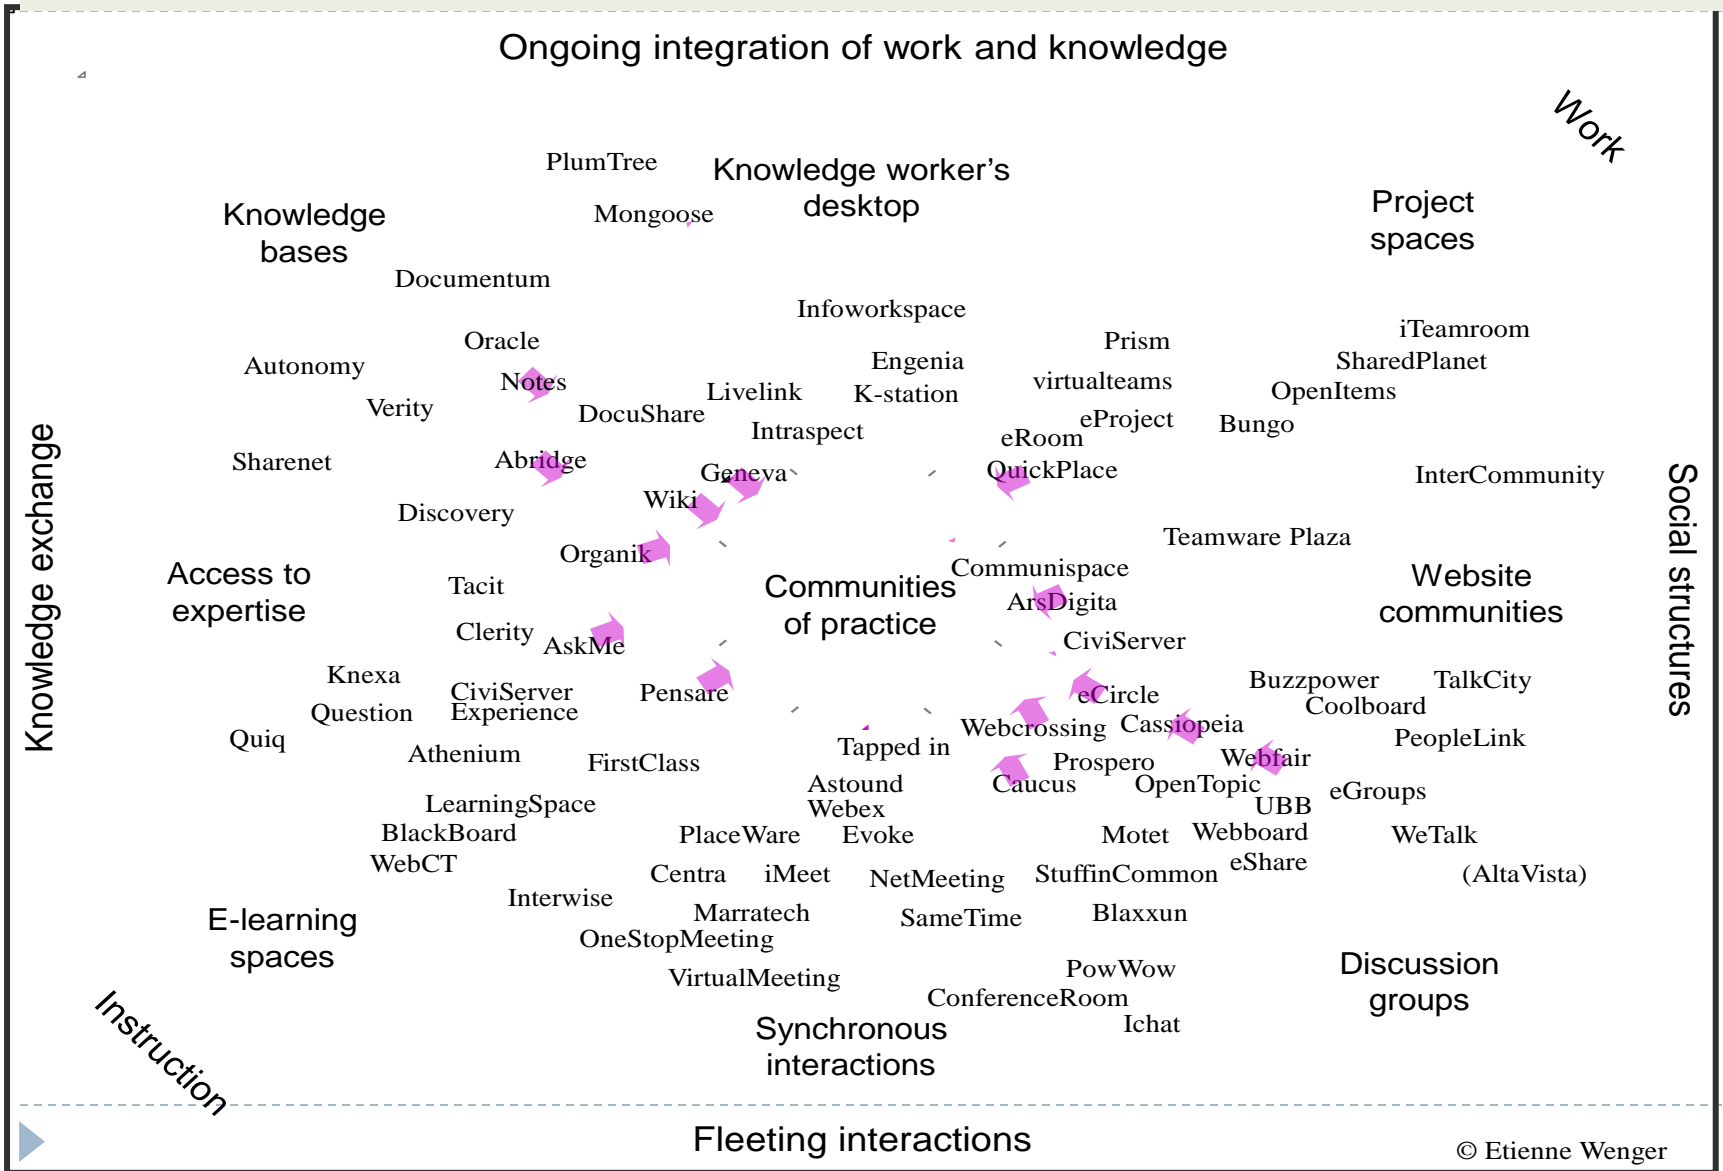 Ongoing integration of work and knowledge
Work
PlumTree
Knowledge worker's
desktop
Mongoose
Knowledge
bases
Project
spaces
Documentum
Infoworkspace
iTeamroom
Oracle
Prism
Autonomy
Engenia
SharedPlanet
Notes
Livelink
K-station
virtualteams
OpenItems
Verity
DocuShare
eProject
Bungo
Intraspect
eRoom
Sharenet
Abridge
Geneva
QuickPlace
InterCommunity
Wiki
Discovery
Organik
Teamware Plaza
Knowledge exchange
Social structures
Access to
expertise
Tacit
Communities
of practice
Communispace
ArsDigita
Website
communities
Clerity
AskMe
CiviServer
Knexa
CiviServer
Experience
Pensare
eCircle
Buzzpower
TalkCity
Question
Webcrossing
Cassiopeia
Coolboard
Quiq
Athenium
FirstClass
Tapped in
Prospero
Webfair
PeopleLink
Astound
Webex
Caucus
OpenTopic
UBB
eGroups
LearningSpace
BlackBoard
PlaceWare
Evoke
Motet
Webboard
WeTalk
WebCT
Centra
iMeet
NetMeeting
StuffinCommon
eShare
(AltaVista)
Interwise
Marratech
SameTime
Blaxxun
E-learning
spaces
OneStopMeeting
VirtualMeeting
PowWow
Discussion
groups
ConferenceRoom
Ichat
Instruction
Synchronous
interactions
Fleeting interactions
© Etienne Wenger